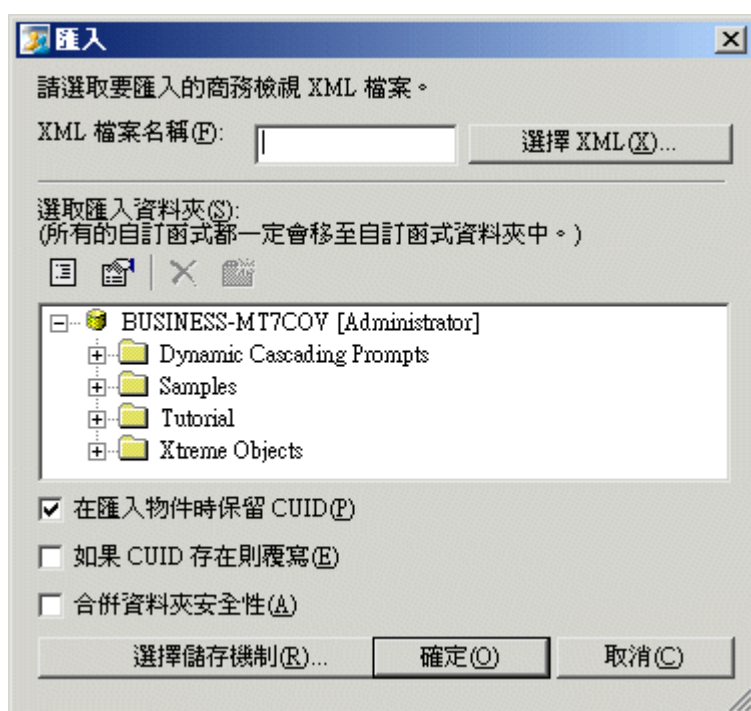 匯入
請選取要匯入的商務檢視 XML 檔案。
XML 檔案名稱(F):
選擇 XML(X)...
選取匯入資料夾(S):
(所有的自訂函式都一定會移至自訂函式資料夾中。)
BUSINESS-MT7COV [Administrator]
Dynamic Cascading Prompts
Samples
Tutorial
Xtreme Objects
在匯入物件時保留 CUID(P)
如果 CUID 存在則覆寫(E)
合併資料夾安全性(A)
選擇儲存機制(R)...
確定(O)
取消(C)